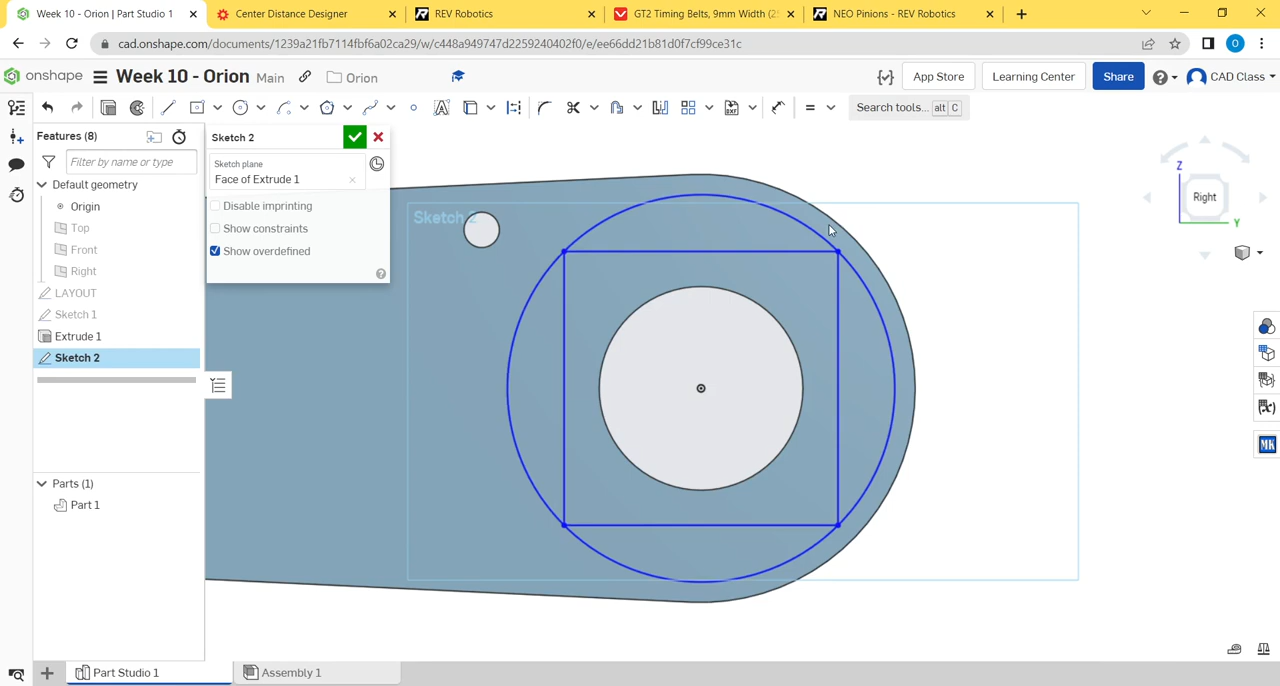 Week 10 - Orion | Part Studio 1
Center Distance Designer
REV Robotics
GT2 Timing Belts, 9mm Width (2
NEO Pinions - REV Robotics
cad.onshape.com/documents/1239a21fb7114fbf6a02ca29/w/c448a949747d2259240402f0/e/ee66dd21b81d0f7cf99ce31c
onshape
Week 10 - Orion
Main
Orion
App Store
Learning Center
Share
CAD Class
Search tools...
alt
C
Features (8)
Filter by name or type
Default geometry
Origin
Top
Front
Right
LAYOUT
Sketch 1
Extrude 1
Sketch 2
Parts (1)
Part 1
Sketch 2
Sketch plane
Face of Extrude 1
Disable imprinting
Show constraints
Show overdefined
Sketch 2
Z
Right
Y
MK
Part Studio 1
Assembly 1